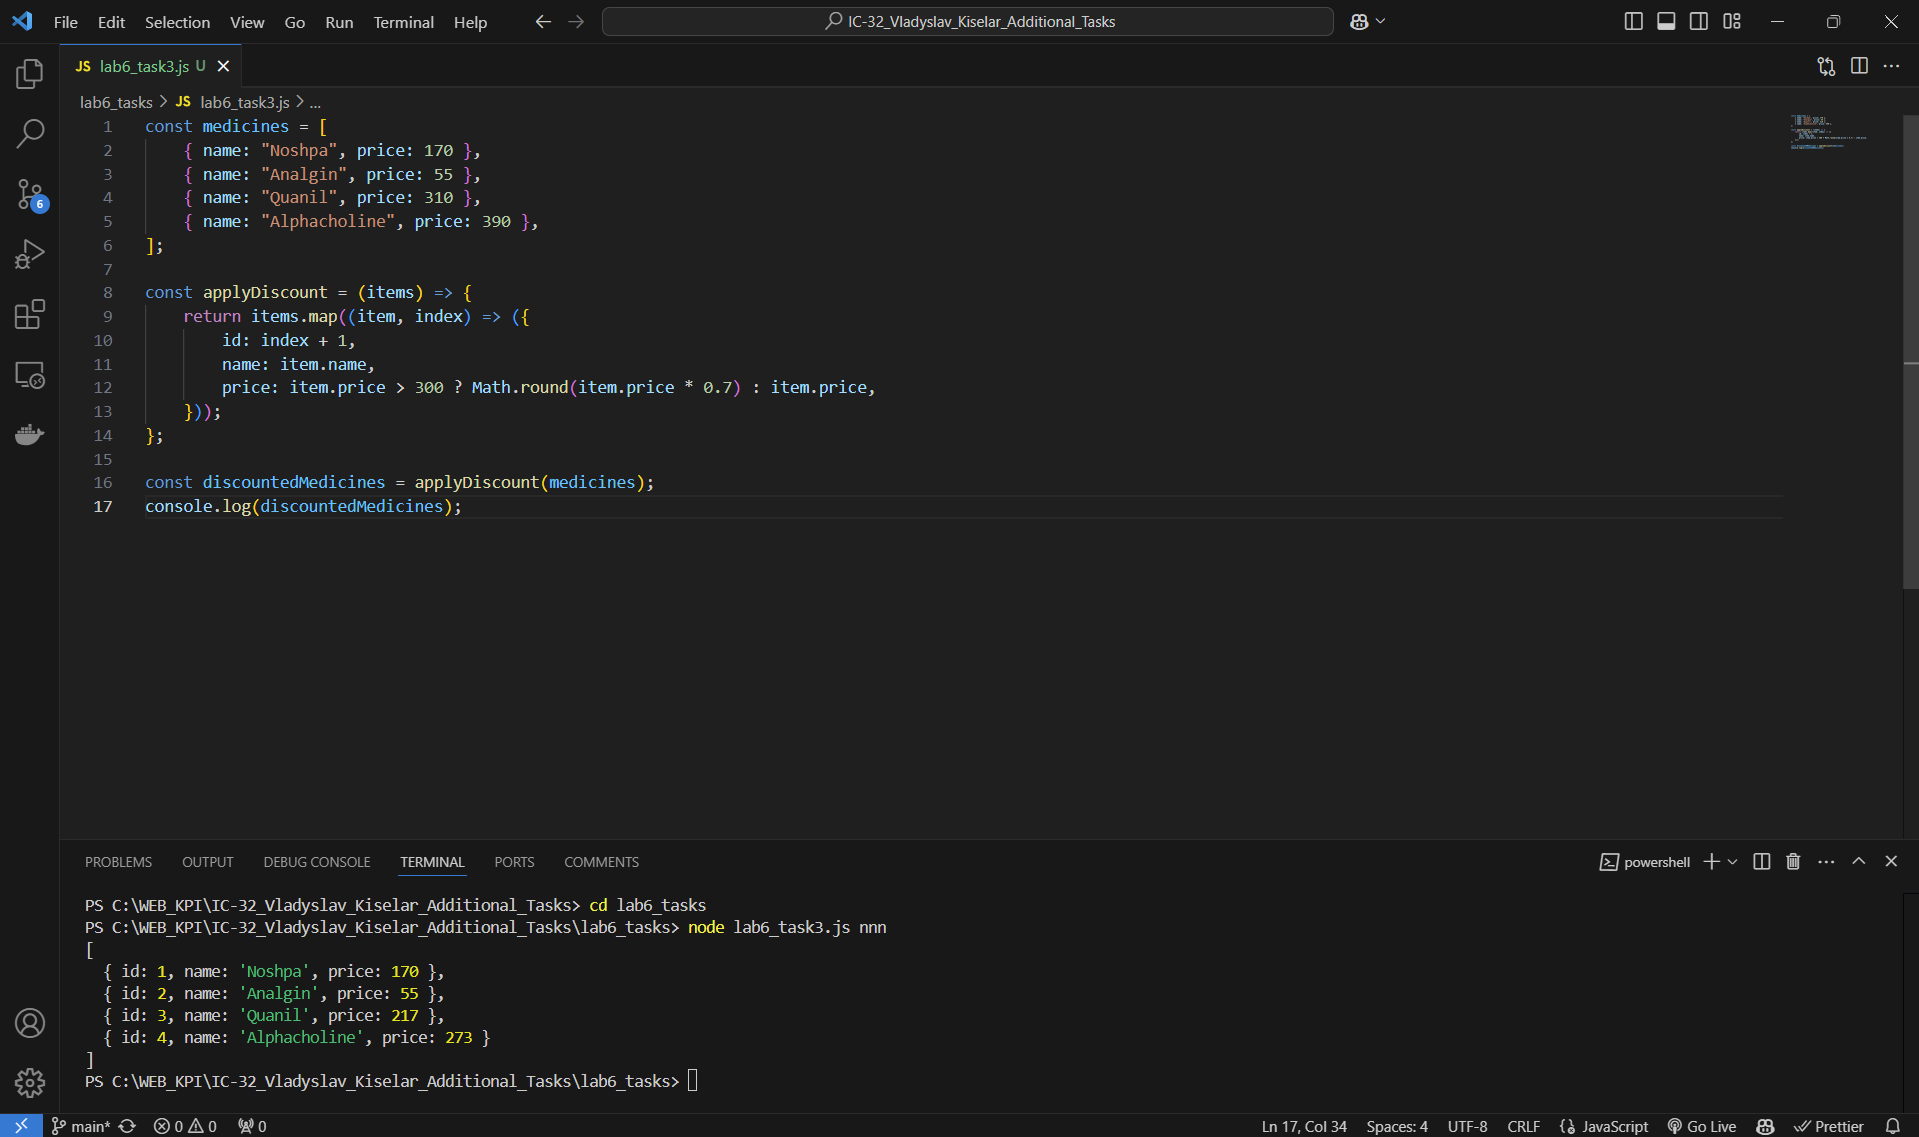 File Edit Selection View Go Run Terminal Help IC-32_Vladyslav_Kiselar_Additional_Tasks
JS lab6_task3.js U
lab6_tasks > JS lab6_task3.js > ...
1 const medicines = [
2 { name: "Noshpa", price: 170 },
3 { name: "Analgin", price: 55 },
4 { name: "Quanil", price: 310 },
5 { name: "Alphacholine", price: 390 },
6 ];
7
8 const applyDiscount = (items) => {
9 return items.map((item, index) => ({
10 id: index + 1,
11 name: item.name,
12 price: item.price > 300 ? Math.round(item.price * 0.7) : item.price,
13 }));
14 };
15
16 const discountedMedicines = applyDiscount(medicines);
17 console.log(discountedMedicines);
6
PROBLEMS OUTPUT DEBUG CONSOLE TERMINAL PORTS COMMENTS powershell
PS C:\WEB_KPI\IC-32_Vladyslav_Kiselar_Additional_Tasks> cd lab6_tasks
PS C:\WEB_KPI\IC-32_Vladyslav_Kiselar_Additional_Tasks\lab6_tasks> node lab6_task3.js nnn
[
{ id: 1, name: 'Noshpa', price: 170 },
{ id: 2, name: 'Analgin', price: 55 },
{ id: 3, name: 'Quanil', price: 217 },
{ id: 4, name: 'Alphacholine', price: 273 }
]
PS C:\WEB_KPI\IC-32_Vladyslav_Kiselar_Additional_Tasks\lab6_tasks>
main* 0 0 0 Ln 17, Col 34 Spaces: 4 UTF-8 CRLF JavaScript Go Live Prettier